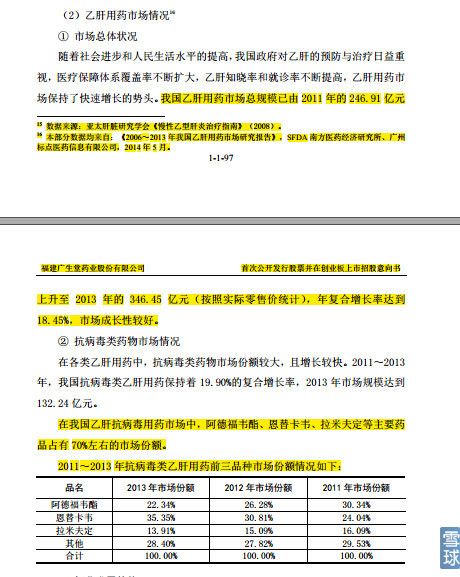 （2）乙肝用药市场情况¹⁶
① 市场总体状况
随着社会进步和人民生活水平的提高，我国政府对乙肝的预防与治疗日益重
视，医疗保障体系覆盖率不断扩大，乙肝知晓率和就诊率不断提高，乙肝用药市
场保持了快速增长的势头。我国乙肝用药市场总规模已由 2011 年的 246.91 亿元
¹⁵ 数据来源：亚太肝脏研究学会《慢性乙型肝炎治疗指南》（2008）。
¹⁶ 本部分数据均来自：《2006～2013 年我国乙肝用药市场研究报告》，SFDA 南方医药经济研究所、广州
标点医药信息有限公司，2014 年 5 月。
1-1-97
福建广生堂药业股份有限公司 首次公开发行股票并在创业板上市招股意向书
上升至 2013 年的 346.45 亿元（按照实际零售价统计），年复合增长率达到
18.45%，市场成长性较好。
② 抗病毒类药物市场情况
在各类乙肝用药中，抗病毒类药物市场份额较大，且增长较快。2011～2013
年，我国抗病毒类乙肝用药保持着 19.90%的复合增长率，2013 年市场规模达到
132.24 亿元。
在我国乙肝抗病毒用药市场中，阿德福韦酯、恩替卡韦、拉米夫定等主要药
品占有 70%左右的市场份额。
2011～2013 年抗病毒类乙肝用药前三品种市场份额情况如下：
品名 2013 年市场份额 2012 年市场份额 2011 年市场份额
阿德福韦酯 22.34% 26.28% 30.34%
恩替卡韦 35.35% 30.81% 24.04%
拉米夫定 13.91% 15.09% 16.09%
其他 28.40% 27.82% 29.53%
合计 100.00% 100.00% 100.00%
雪球